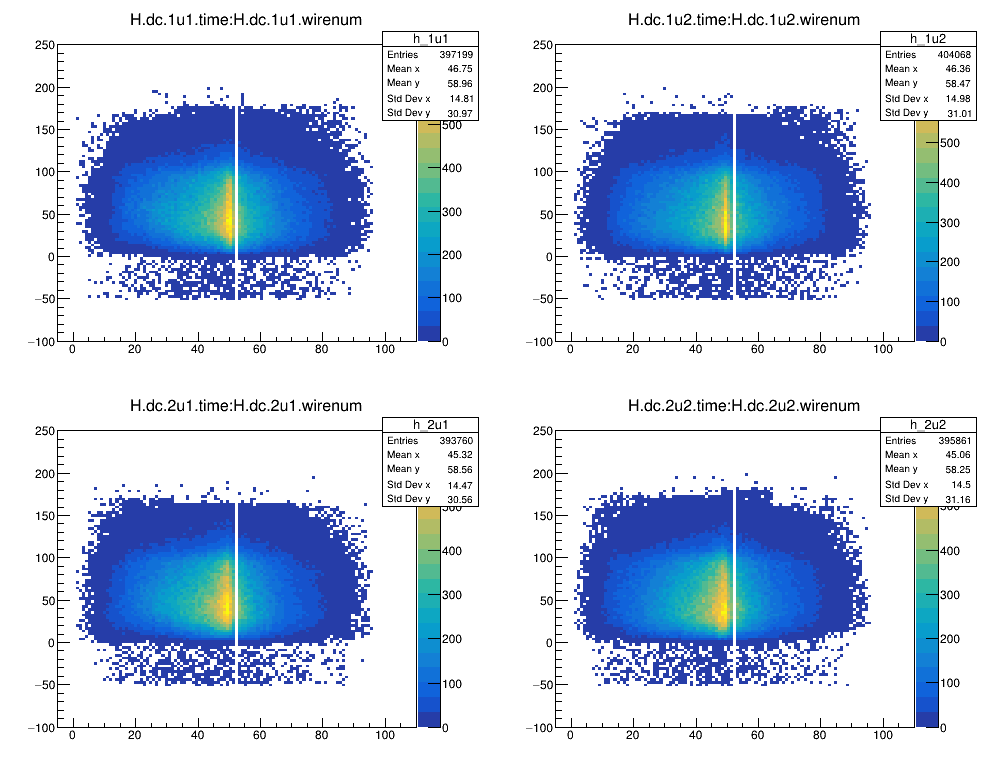 H.dc.1u1.time:H.dc.1u1.wirenum
h_1u1
Entries 397199
Mean x 46.75
Mean y 58.96
Std Dev x 14.81
Std Dev y 30.97
250
200
150
100
50
0
−50
−100
0 20 40 60 80 100
500
400
300
200
100
0
H.dc.1u2.time:H.dc.1u2.wirenum
h_1u2
Entries 404068
Mean x 46.36
Mean y 58.47
Std Dev x 14.98
Std Dev y 31.01
250
200
150
100
50
0
−50
−100
0 20 40 60 80 100
500
400
300
200
100
0
H.dc.2u1.time:H.dc.2u1.wirenum
h_2u1
Entries 393760
Mean x 45.32
Mean y 58.56
Std Dev x 14.47
Std Dev y 30.56
250
200
150
100
50
0
−50
−100
0 20 40 60 80 100
500
400
300
200
100
0
H.dc.2u2.time:H.dc.2u2.wirenum
h_2u2
Entries 395861
Mean x 45.06
Mean y 58.25
Std Dev x 14.5
Std Dev y 31.16
250
200
150
100
50
0
−50
−100
0 20 40 60 80 100
500
400
300
200
100
0